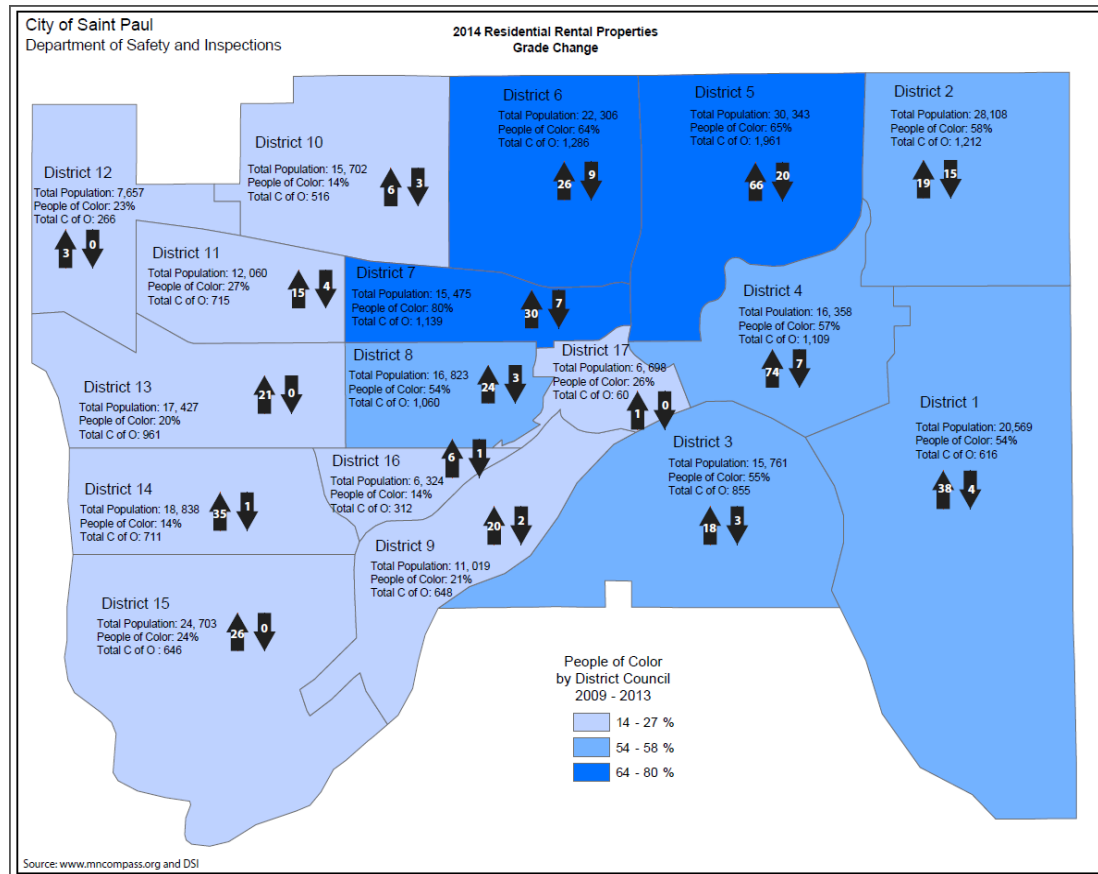 City of Saint Paul
Department of Safety and Inspections
2014 Residential Rental Properties
Grade Change
District 6
Total Population: 22, 306
People of Color: 64%
Total C of O: 1,286
26
9
District 5
Total Population: 30, 343
People of Color: 65%
Total C of O: 1,961
66
20
District 2
Total Population: 28,108
People of Color: 58%
Total C of O: 1,212
19
15
District 10
Total Population: 15, 702
People of Color: 14%
Total C of O: 516
6
3
District 12
Total Population: 7,657
People of Color: 23%
Total C of O: 266
3
0
District 11
Total Population: 12, 060
People of Color: 27%
Total C of O: 715
15
4
District 7
Total Population: 15, 475
People of Color: 80%
Total C of O: 1,139
30
7
District 4
Total Population: 16, 358
People of Color: 57%
Total C of O: 1,109
74
7
District 8
Total Population: 16, 823
People of Color: 54%
Total C of O: 1,060
24
3
District 17
Total Population: 6, 698
People of Color: 26%
Total C of O: 60
1
0
District 13
Total Population: 17, 427
People of Color: 20%
Total C of O: 961
21
0
District 1
Total Population: 20,569
People of Color: 54%
Total C of O: 616
38
4
District 3
Total Population: 15, 761
People of Color: 55%
Total C of O: 855
18
3
District 16
Total Population: 6, 324
People of Color: 14%
Total C of O: 312
6
1
District 14
Total Population: 18, 838
People of Color: 14%
Total C of O: 711
35
1
District 9
Total Population: 11, 019
People of Color: 21%
Total C of O: 648
20
2
District 15
Total Population: 24, 703
People of Color: 24%
Total C of O : 646
26
0
People of Color
by District Council
2009 - 2013
14 - 27 %
54 - 58 %
64 - 80 %
Source: www.mncompass.org and DSI